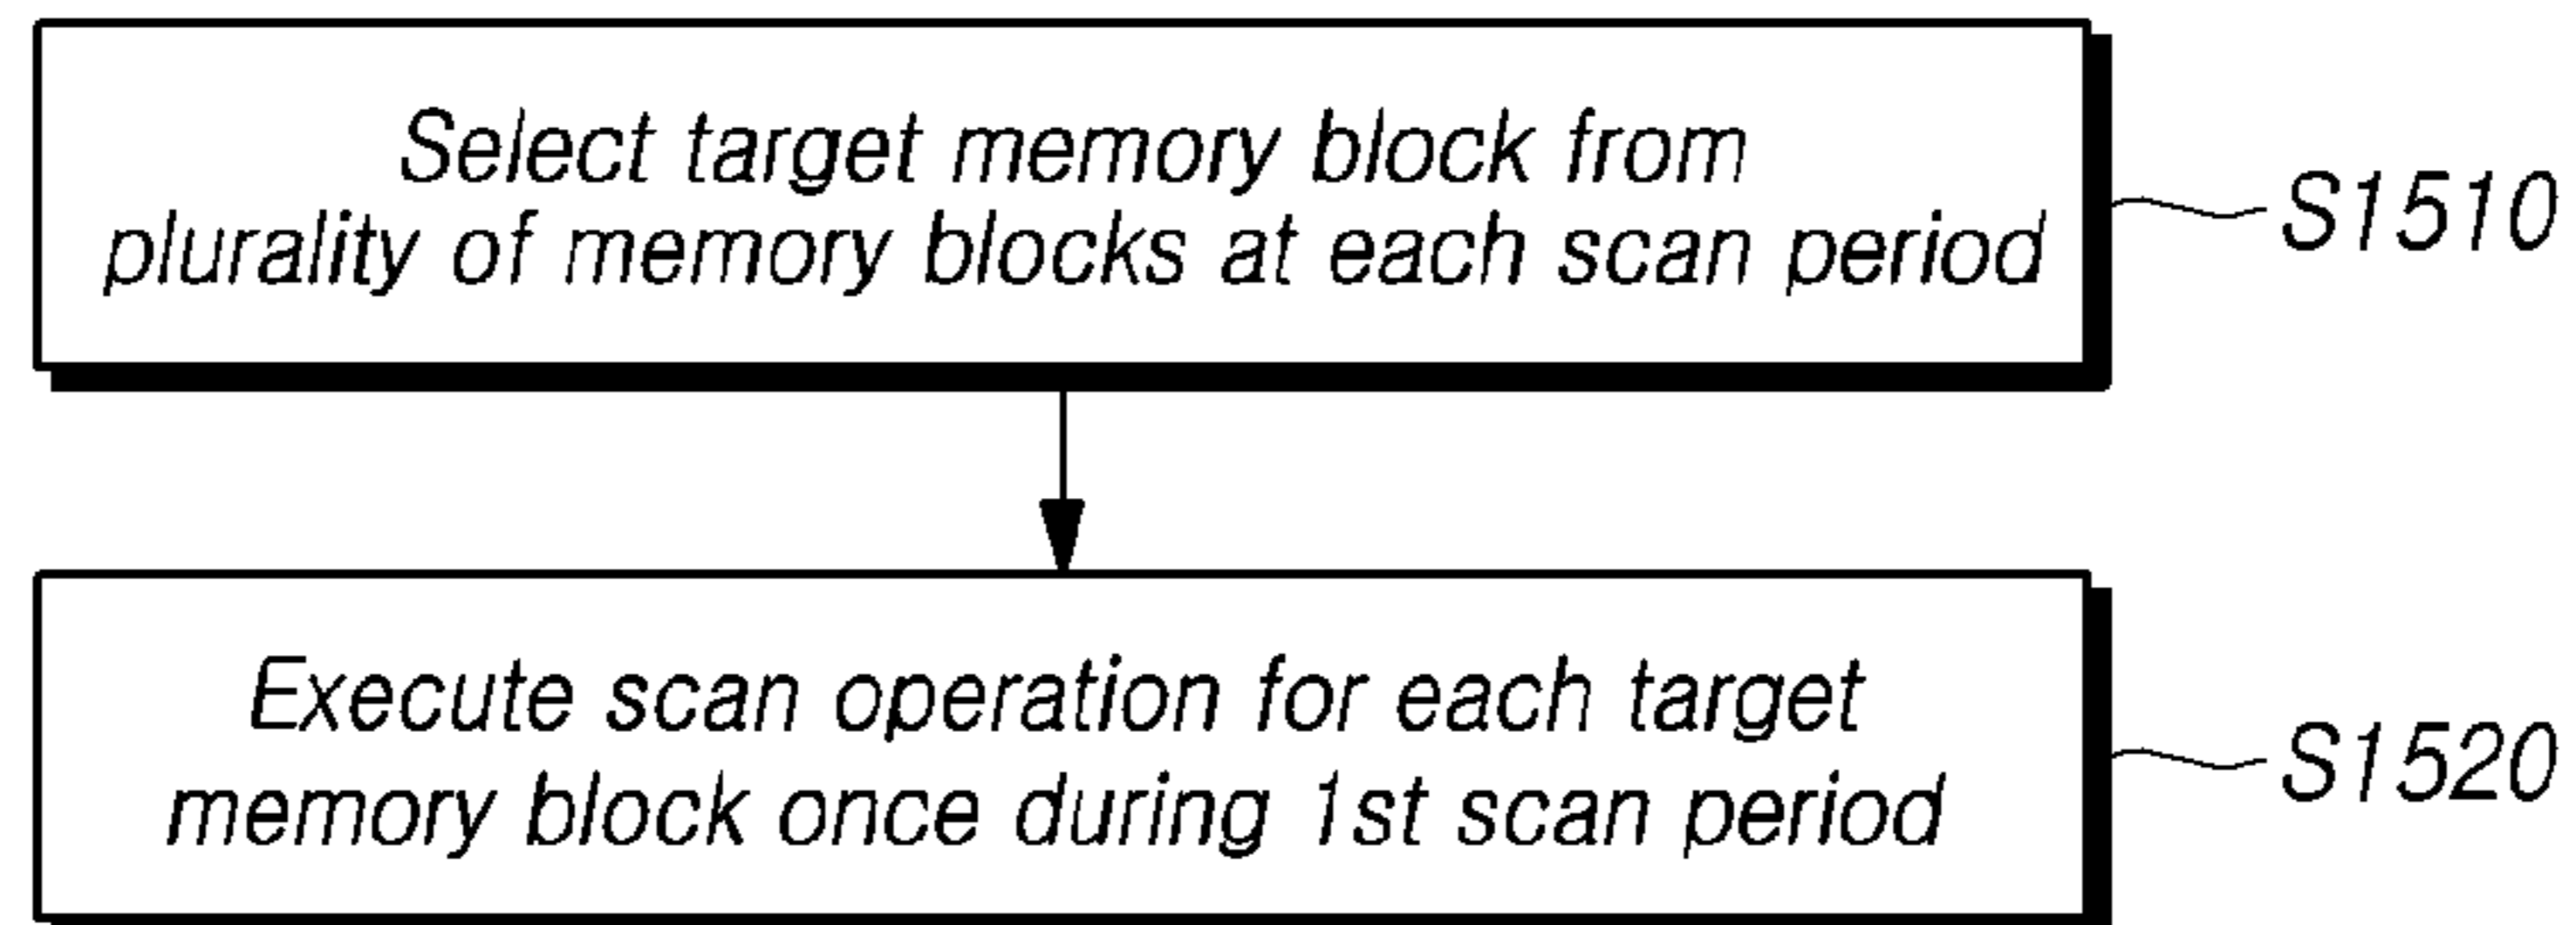 Select target memory block from
plurality of memory blocks at each scan period
S1510
Execute scan operation for each target
memory block once during 1st scan period
S1520